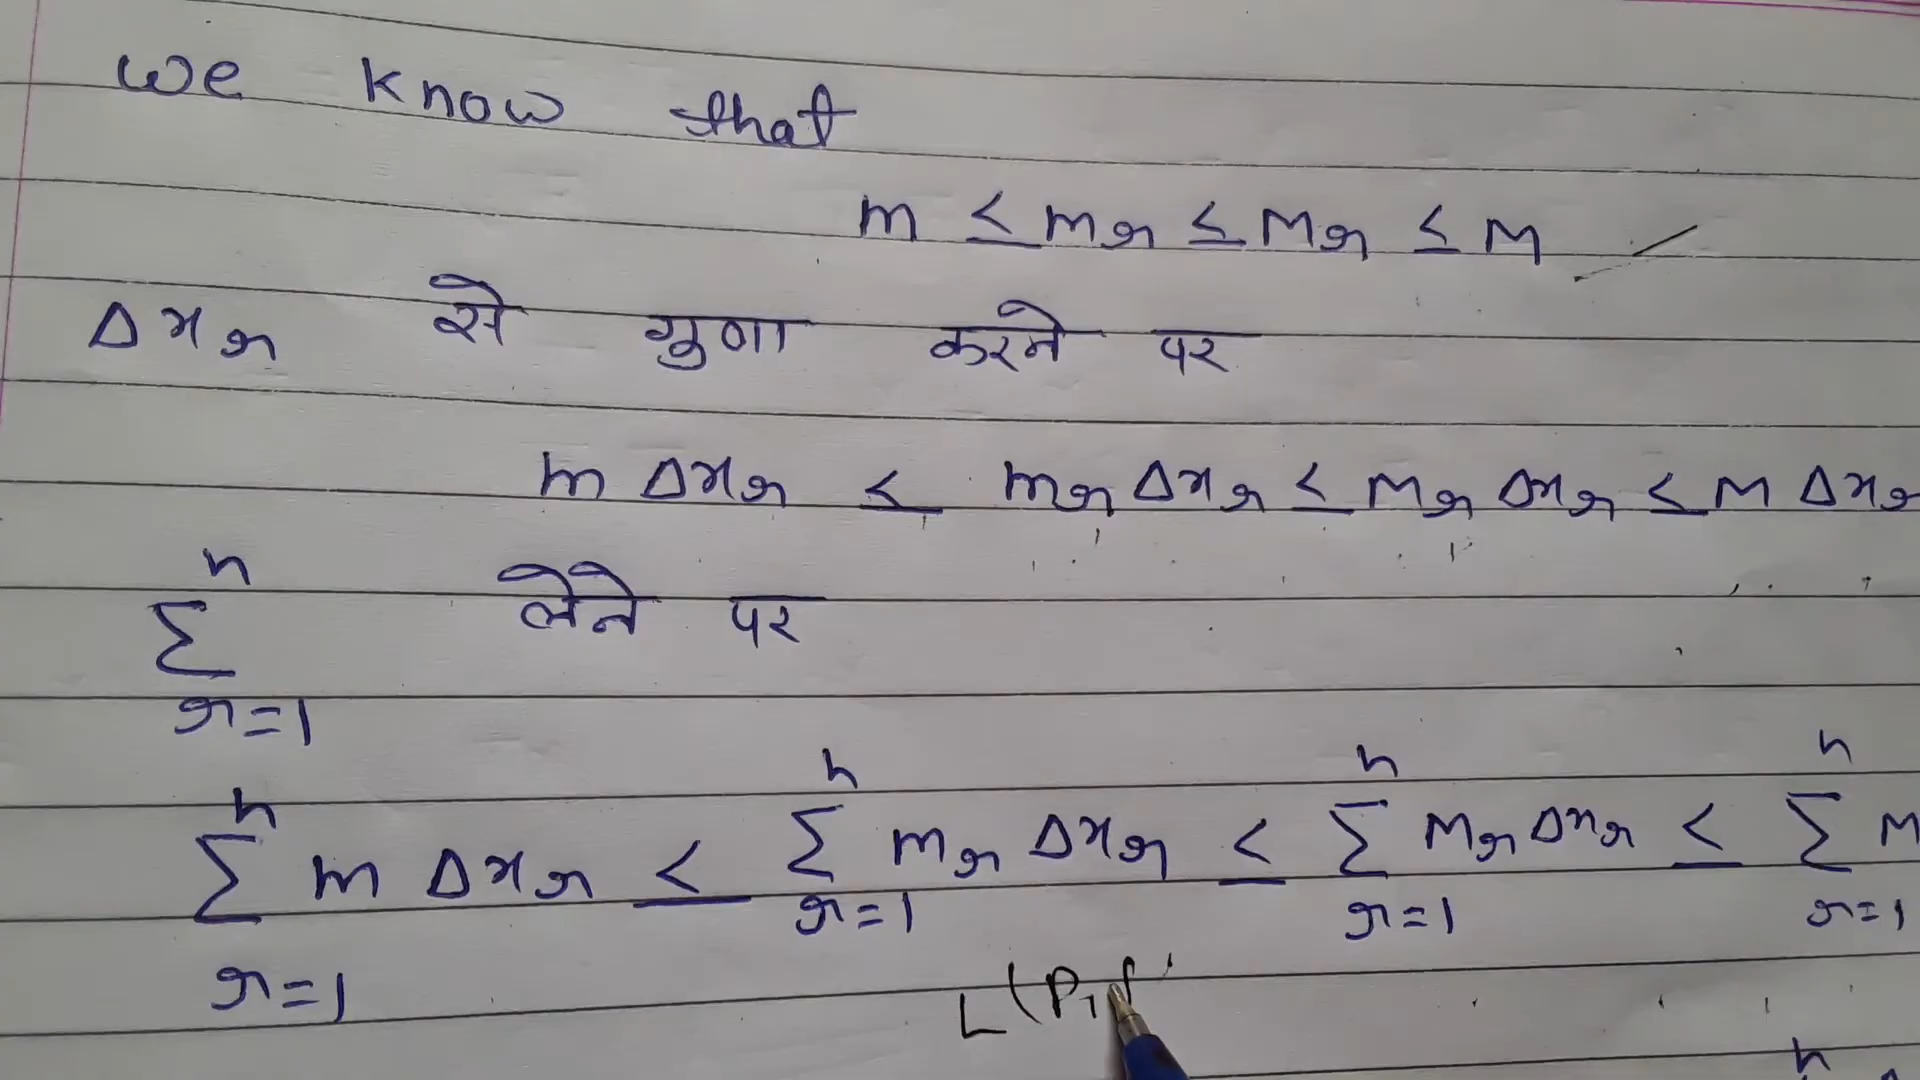 we know that
m ≤ mr ≤ Mr ≤ M
Δxr से गुणा करने पर
m Δxr ≤ mr Δxr ≤ Mr Δxr ≤ M Δxr
n
Σ लेने पर
r=1
n n n n
Σ m Δxr ≤ Σ mr Δxr ≤ Σ Mr Δxr ≤ Σ M
r=1 r=1 r=1 r=1
L(P, f
n